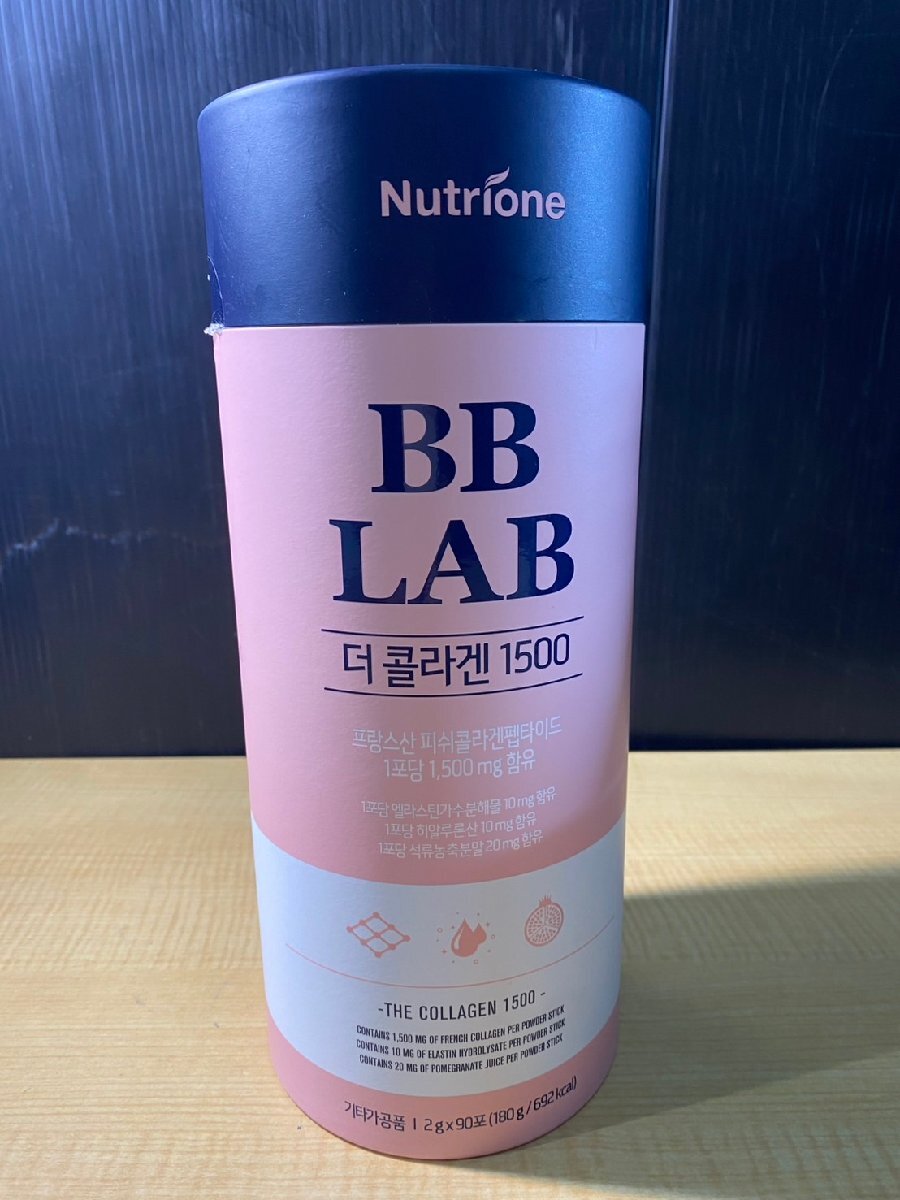 Nutrione
BB
LAB
더 콜라겐 1500
프랑스산 피쉬콜라겐펩타이드
1포당 1,500 mg 함유
1포당 엘라스틴가수분해물 10 mg 함유
1포당 히알루론산 10 mg 함유
1포당 석류농축분말 20 mg 함유
-THE COLLAGEN 1500 -
CONTAINS 1,500 MG OF FRENCH COLLAGEN PER POWDER STICK
CONTAINS 10 MG OF ELASTIN HYDROLYSATE PER POWDER STICK
CONTAINS 20 MG OF POMEGRANATE JUICE PER POWDER STICK
기타가공품 | 2 g x 90포 (180 g / 692 kcal)